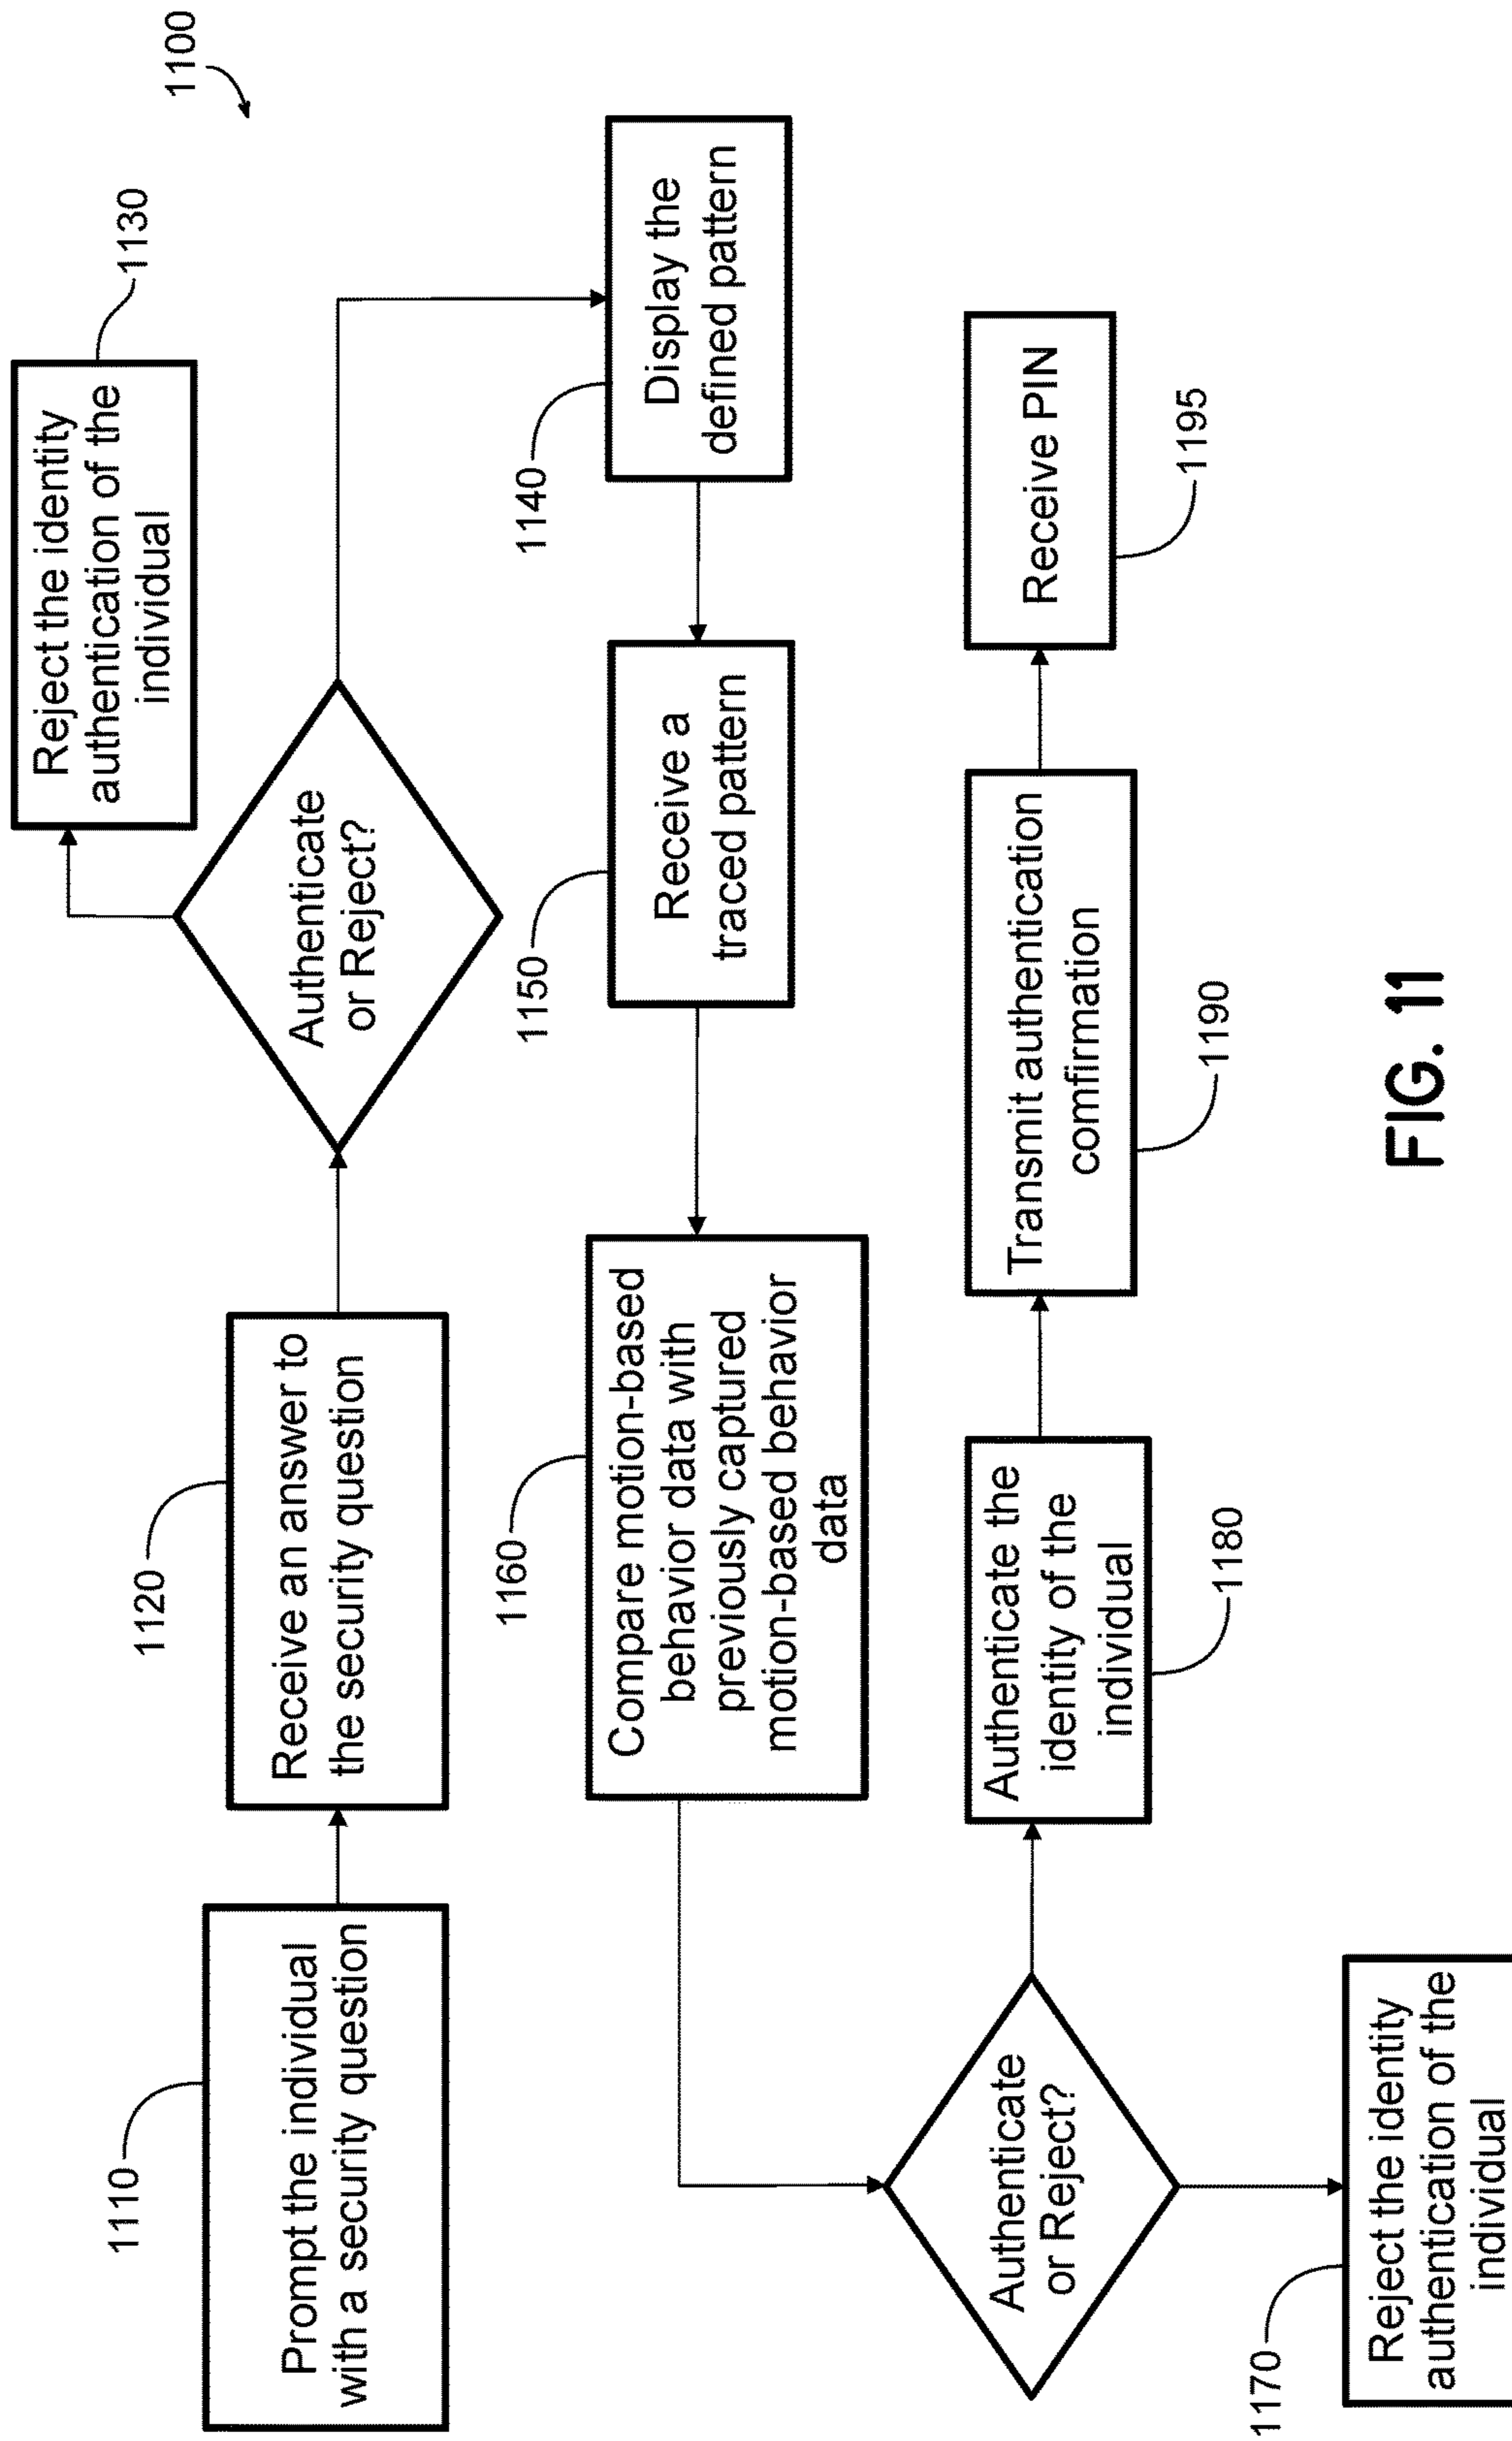 1100
1110
Prompt the individual
with a security question
1120
Receive an answer to
the security question
Authenticate
or Reject?
1130
Reject the identity
authentication of the
individual
1140
Display the
defined pattern
1150
Receive a
traced pattern
1160
Compare motion-based
behavior data with
previously captured
motion-based behavior
data
Authenticate
or Reject?
1170
Reject the identity
authentication of the
individual
Authenticate the
identity of the
individual
1180
Transmit authentication
comfirmation
1190
Receive PIN
1195
FIG. 11